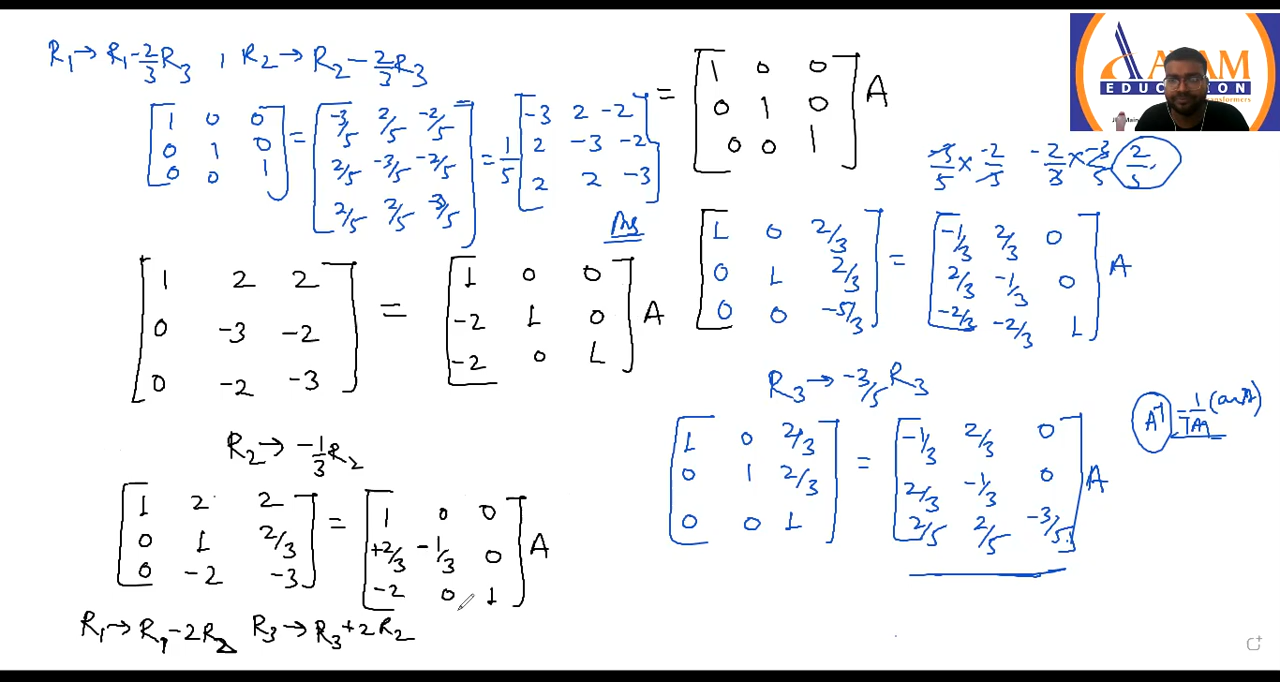 R₁ → R₁ - 2/3 R₃ , R₂ → R₂ - 2/3 R₃
[1 0 0; 0 1 0; 0 0 1] = [-3/5 2/5 -2/5; 2/5 -3/5 -2/5; 2/5 2/5 -3/5] = 1/5 [-3 2 -2; 2 -3 -2; 2 2 -3]
Ans
[1 2 2; 0 -3 -2; 0 -2 -3] = [1 0 0; -2 1 0; -2 0 1] A
R₂ → -1/3 R₂
[1 2 2; 0 1 2/3; 0 -2 -3] = [1 0 0; +2/3 -1/3 0; -2 0 1] A
R₁ → R₁ - 2R₂ R₃ → R₃ + 2R₂
= [1 0 0; 0 1 0; 0 0 1] A
-3/5 × -2/3 -2/3 × -3/5 2/5
[1 0 2/3; 0 1 2/3; 0 0 -5/3] = [-1/3 2/3 0; 2/3 -1/3 0; -2/3 -2/3 1] A
R₃ → -3/5 R₃
[1 0 2/3; 0 1 2/3; 0 0 1] = [-1/3 2/3 0; 2/3 -1/3 0; 2/5 2/5 -3/5] A
A⁻¹ = 1/|A|
EDUCATION